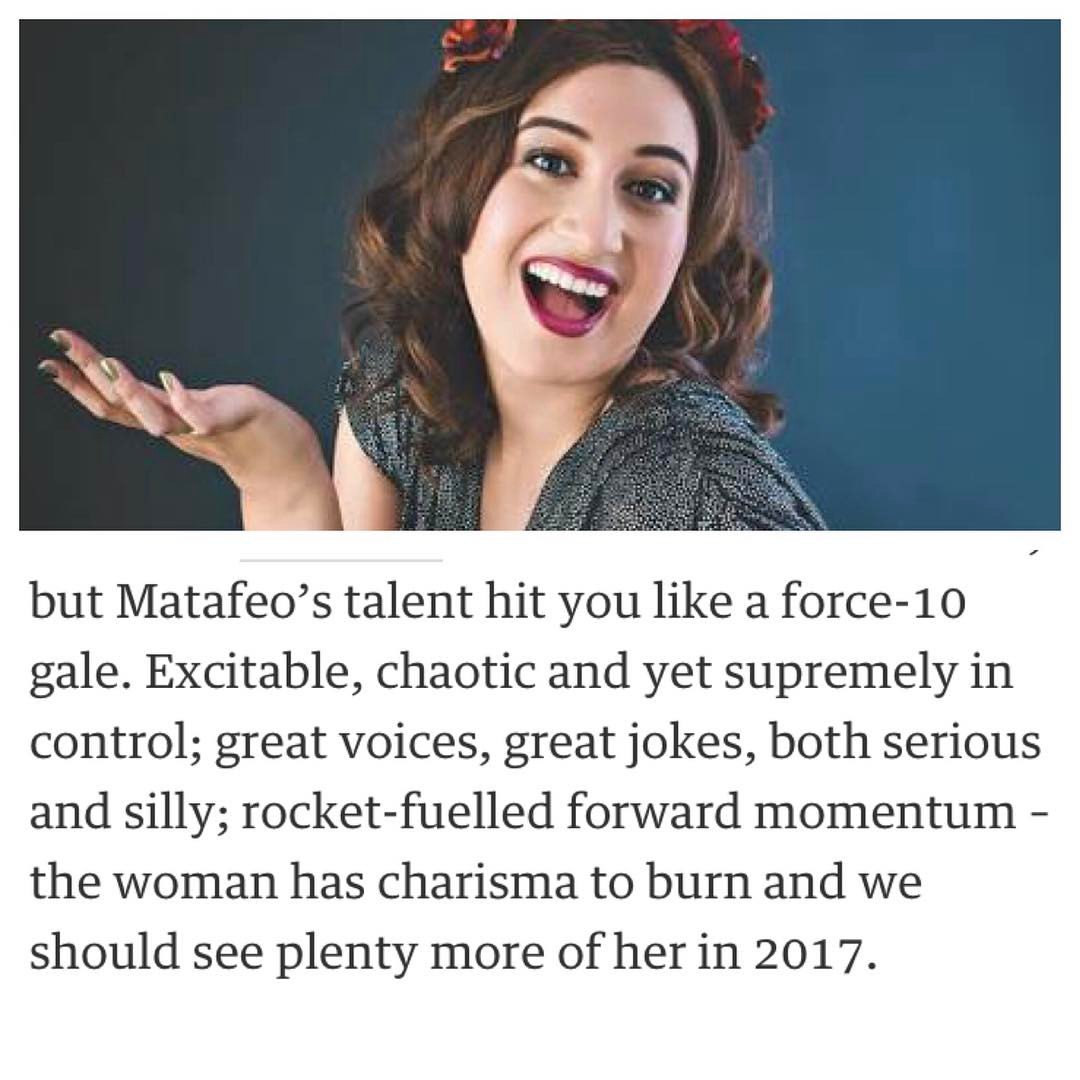 but Matafeo’s talent hit you like a force-10
gale. Excitable, chaotic and yet supremely in
control; great voices, great jokes, both serious
and silly; rocket-fuelled forward momentum –
the woman has charisma to burn and we
should see plenty more of her in 2017.